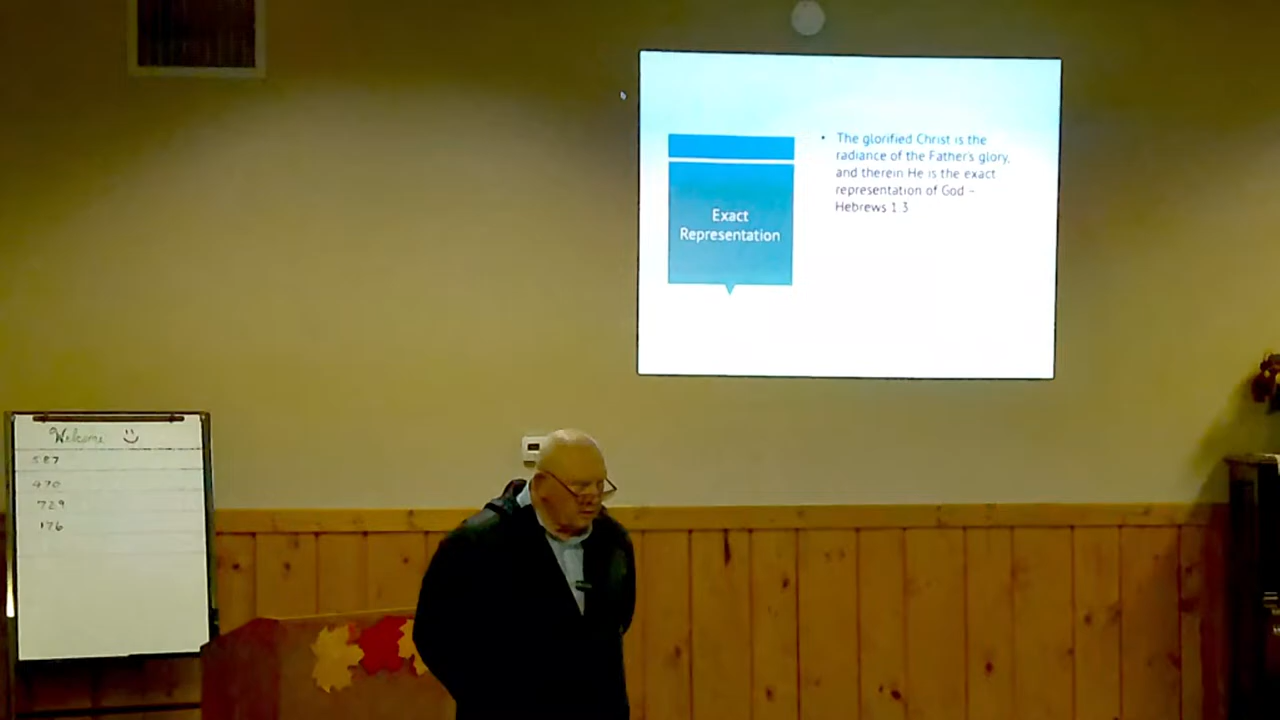 Exact
Representation
• The glorified Christ is the
radiance of the Father's glory,
and therein He is the exact
representation of God –
Hebrews 1:3
Welcome
587
470
729
176